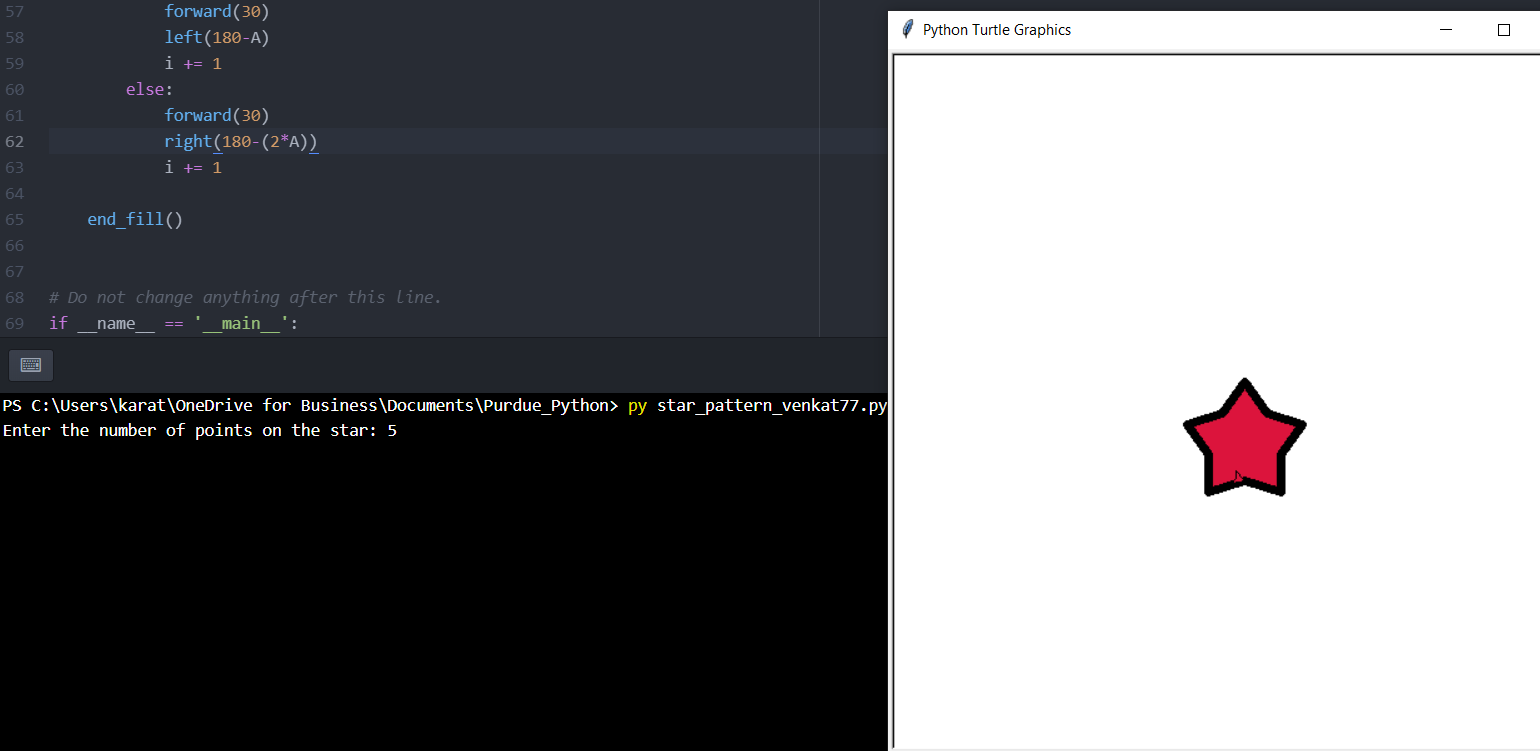 57 forward(30)
58 left(180-A)
59 i += 1
60 else:
61 forward(30)
62 right(180-(2*A))
63 i += 1
64
65 end_fill()
66
67
68 # Do not change anything after this line.
69 if __name__ == '__main__':
PS C:\Users\karat\OneDrive for Business\Documents\Purdue_Python> py star_pattern_venkat77.py
Enter the number of points on the star: 5
Python Turtle Graphics